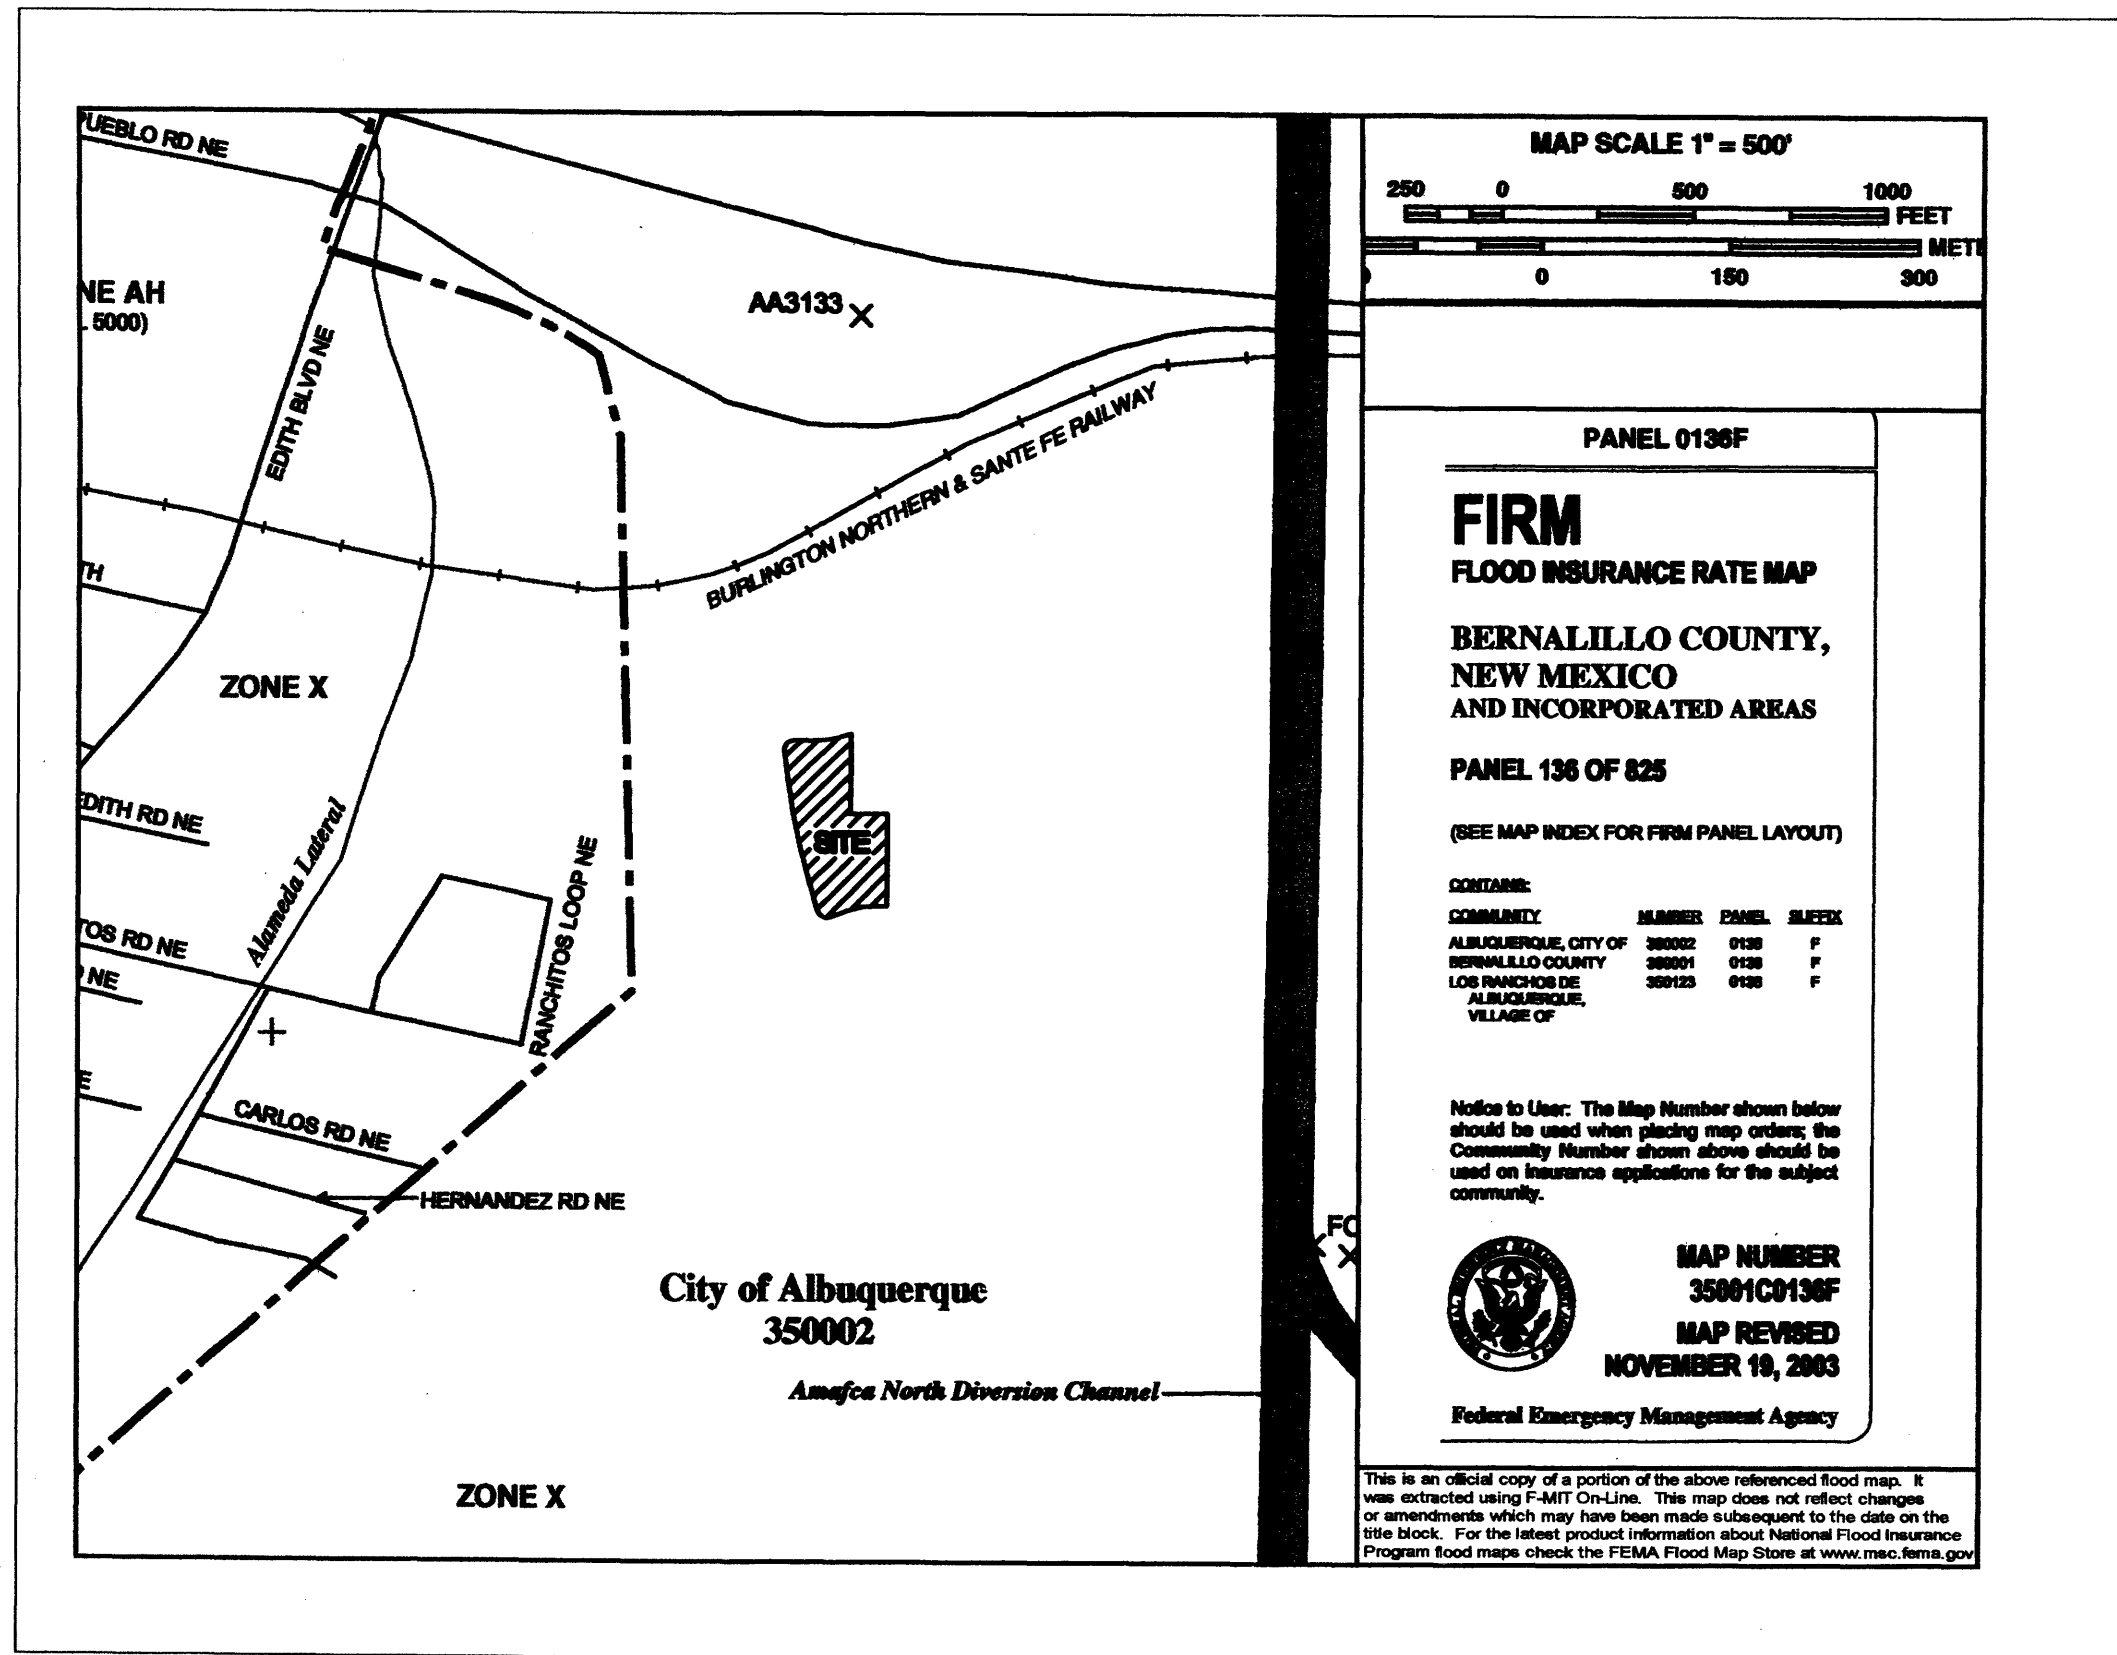 PUEBLO RD NE
NE AH
5000)
EDITH BLVD NE
AA3133
BURLINGTON NORTHERN & SANTE FE RAILWAY
TH
ZONE X
EDITH RD NE
Alameda Lateral
SITE
TOS RD NE
NE
RANCHITOS LOOP NE
E
CARLOS RD NE
HERNANDEZ RD NE
City of Albuquerque
350002
Amafca North Diversion Channel
ZONE X
FC
MAP SCALE 1" = 500'
250 0 500 1000
FEET
METE
0 150 300
PANEL 0136F
FIRM
FLOOD INSURANCE RATE MAP
BERNALILLO COUNTY,
NEW MEXICO
AND INCORPORATED AREAS
PANEL 136 OF 825
(SEE MAP INDEX FOR FIRM PANEL LAYOUT)
CONTAINS:
COMMUNITY NUMBER PANEL SUFFIX
ALBUQUERQUE, CITY OF 350002 0136 F
BERNALILLO COUNTY 350001 0136 F
LOS RANCHOS DE 350123 0136 F
ALBUQUERQUE,
VILLAGE OF
Notice to User: The Map Number shown below
should be used when placing map orders; the
Community Number shown above should be
used on insurance applications for the subject
community.
MAP NUMBER
35001C0136F
MAP REVISED
NOVEMBER 19, 2003
Federal Emergency Management Agency
This is an official copy of a portion of the above referenced flood map. It
was extracted using F-MIT On-Line. This map does not reflect changes
or amendments which may have been made subsequent to the date on the
title block. For the latest product information about National Flood Insurance
Program flood maps check the FEMA Flood Map Store at www.msc.fema.gov